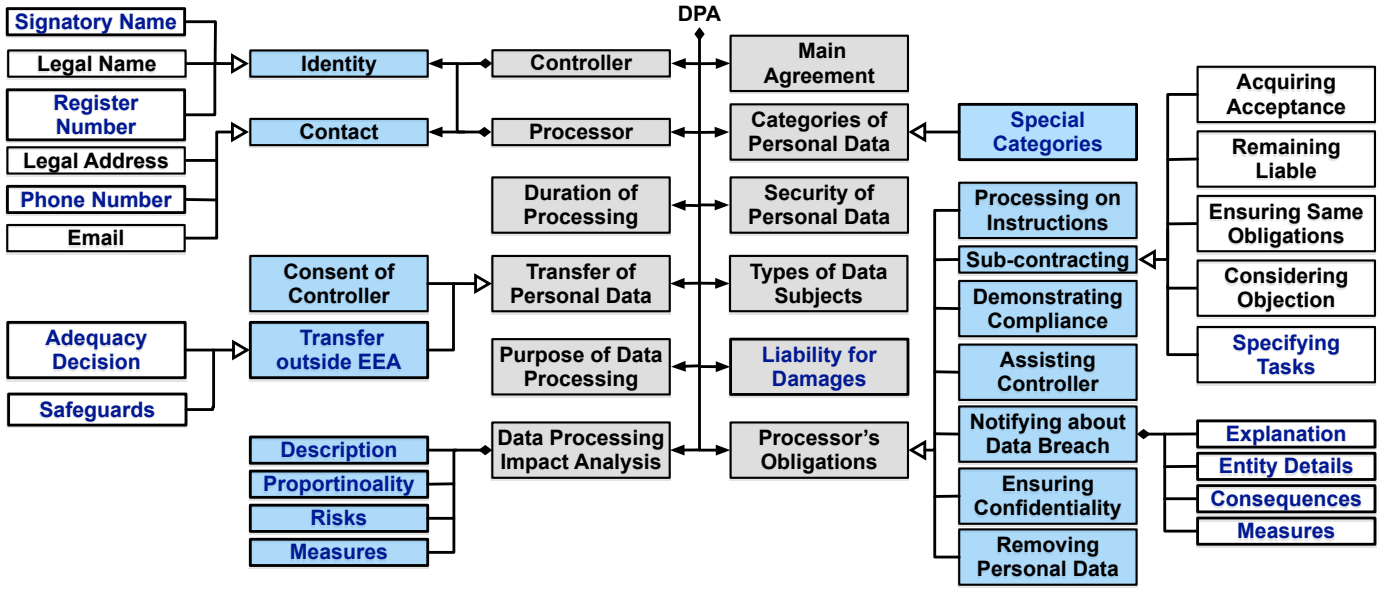 DPA
Signatory Name
Legal Name
Register
Number
Legal Address
Phone Number
Email
Adequacy
Decision
Safeguards
Identity
Contact
Consent of
Controller
Transfer
outside EEA
Description
Proportinoality
Risks
Measures
Controller
Processor
Duration of
Processing
Transfer of
Personal Data
Purpose of Data
Processing
Data Processing
Impact Analysis
Main
Agreement
Categories of
Personal Data
Security of
Personal Data
Types of Data
Subjects
Liability for
Damages
Processor's
Obligations
Special
Categories
Processing on
Instructions
Sub-contracting
Demonstrating
Compliance
Assisting
Controller
Notifying about
Data Breach
Ensuring
Confidentiality
Removing
Personal Data
Acquiring
Acceptance
Remaining
Liable
Ensuring Same
Obligations
Considering
Objection
Specifying
Tasks
Explanation
Entity Details
Consequences
Measures